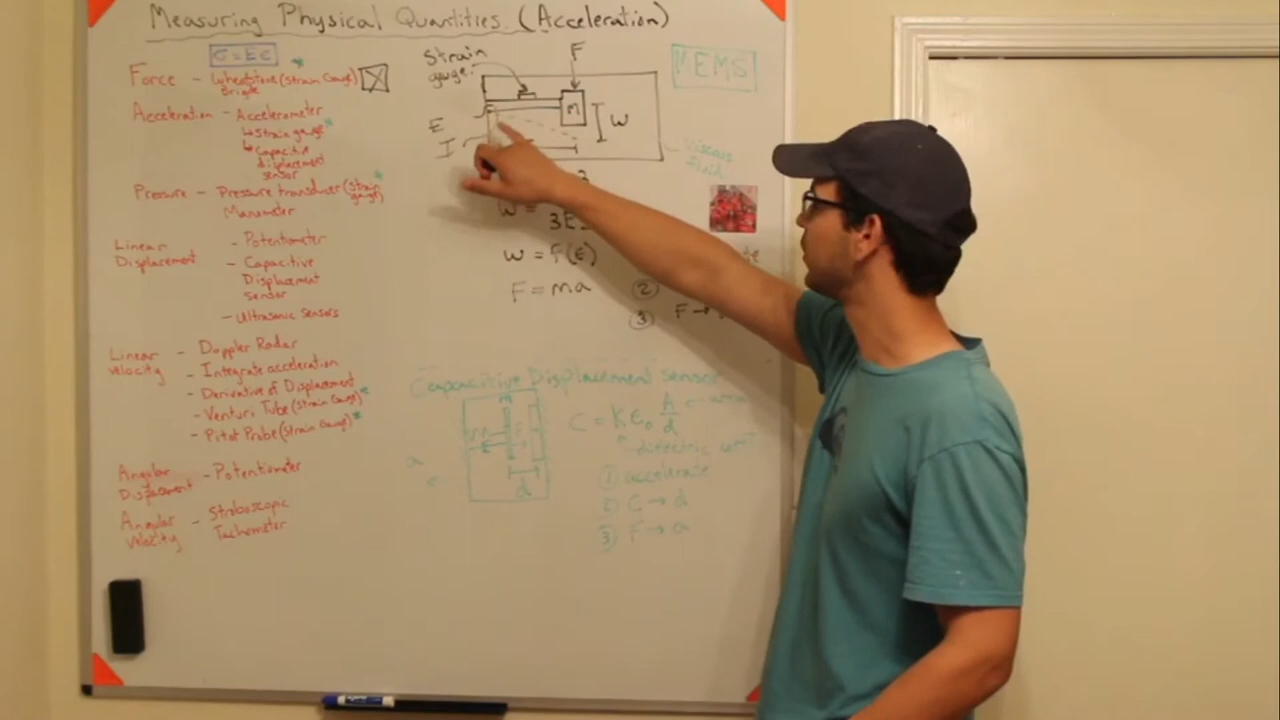 Measuring Physical Quantities (Acceleration)
σ = Eε
Force - Wheatstone (Strain Gauge)
Bridge
Acceleration - Accelerometer
↳ Strain gauge
↳ Capacitive
displacement
sensor
Pressure - Pressure transducer (strain
gauge)
Manometer
Linear
Displacement
- Potentiometer
- Capacitive
Displacement
sensor
- Ultrasonic sensors
Linear
velocity
- Doppler Radar
- Integrate acceleration
- Derivative of Displacement
- Venturi Tube (Strain Gauge)
- Pitot Probe (Strain Gauge)
Angular
Displacement
- Potentiometer
Angular
velocity
- Stroboscopic
Tachometer
Strain
gauge
F
M
W
E
I
MEMS
Viscous
fluid
W =
3E
W = f(ε)
F = ma
②
③ F →
Capacitive Displacement sensor
m
d
a
C = Kε₀ A/d
dielectric
① accelerate
② C → d
③ F → a